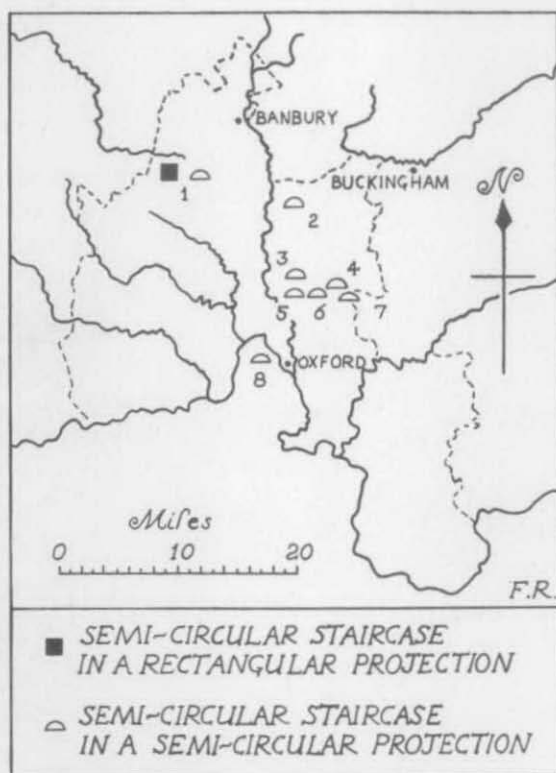 BANBURY
BUCKINGHAM
N
1
2
3
4
5
6
7
OXFORD
8
Miles
0 10 20
F.R.
SEMI-CIRCULAR STAIRCASE
IN A RECTANGULAR PROJECTION
SEMI-CIRCULAR STAIRCASE
IN A SEMI-CIRCULAR PROJECTION